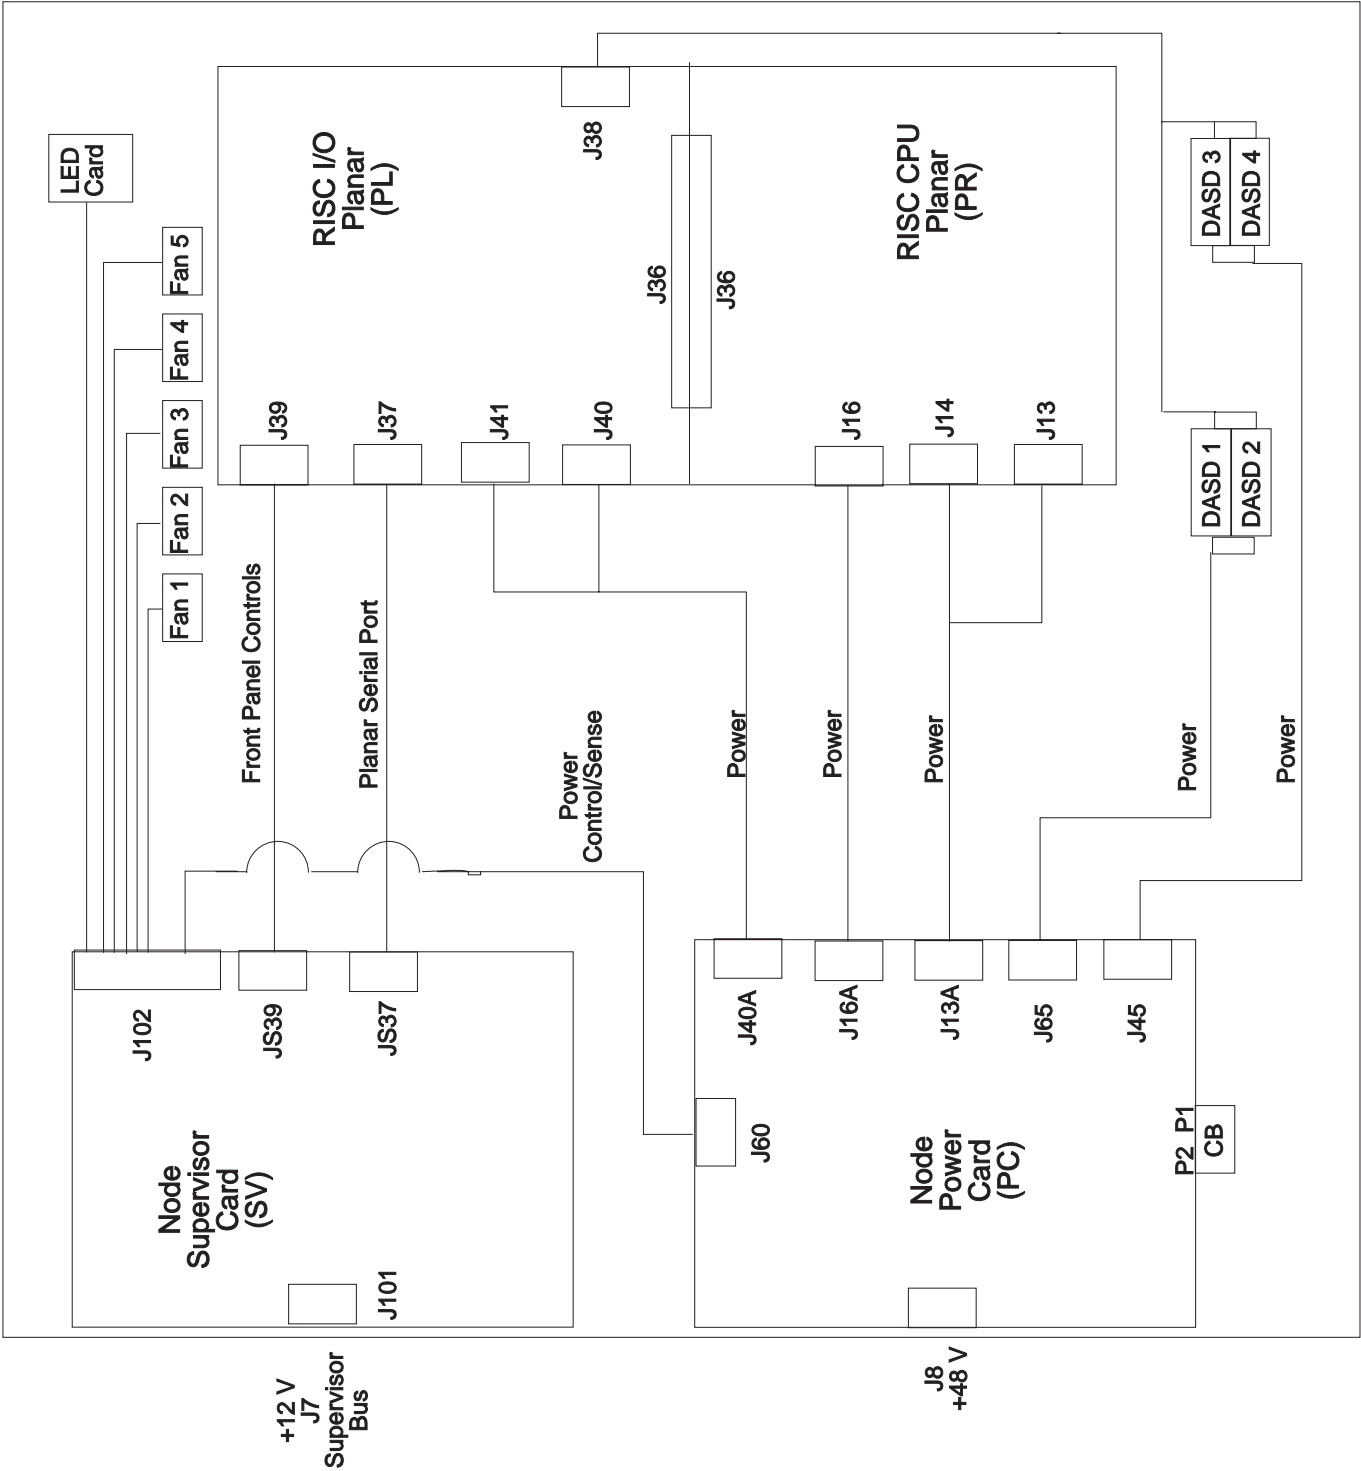 LED
Card
Fan 5
Fan 4
Fan 3
Fan 2
Fan 1
RISC I/O
Planar
(PL)
J38
J36
J36
RISC CPU
Planar
(PR)
J39
J37
J41
J40
J16
J14
J13
DASD 3
DASD 4
DASD 1
DASD 2
Front Panel Controls
Planar Serial Port
Power
Control/Sense
Power
Power
Power
Power
Power
J102
JS39
JS37
Node
Supervisor
Card
(SV)
J101
J40A
J16A
J13A
J65
J45
J60
Node
Power
Card
(PC)
P2 P1
CB
+12 V
J7
Supervisor
Bus
J8
+48 V